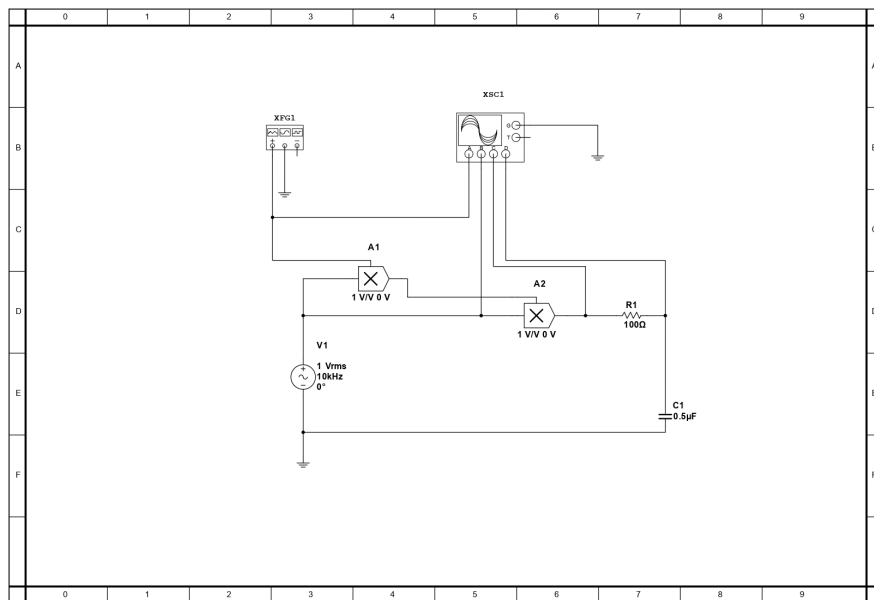 0 1 2 3 4 5 6 7 8 9
A A
XSC1
XFG1
B B
G
T
+ −
A B C D
C C
A1
1 V/V 0 V
A2
D D
R1
100Ω
1 V/V 0 V
V1
1 Vrms
10kHz
0°
E E
C1
0.5µF
F F
0 1 2 3 4 5 6 7 8 9